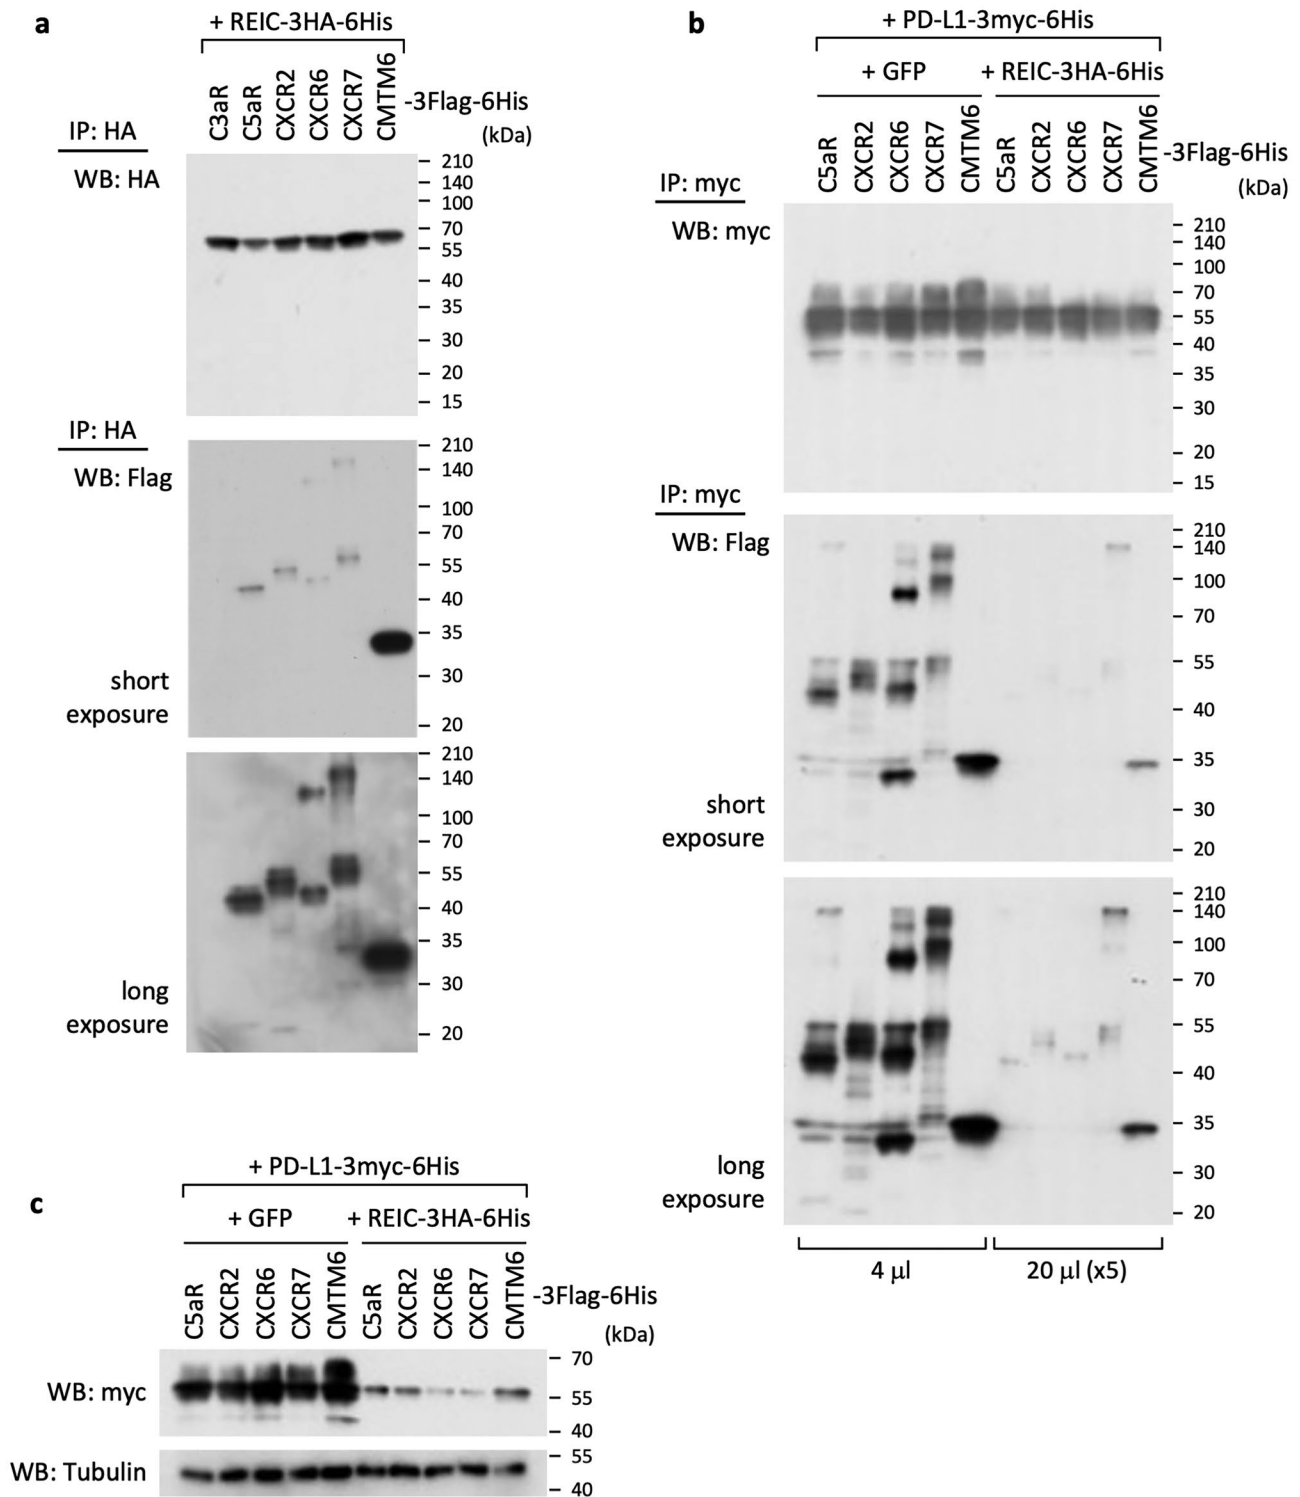 a
+ REIC-3HA-6His
C3aR
C5aR
CXCR2
CXCR6
CXCR7
CMTM6
-3Flag-6His
(kDa)
IP: HA
WB: HA
210
140
100
70
55
40
35
30
20
15
IP: HA
WB: Flag
short
exposure
210
140
100
70
55
40
35
30
20
long
exposure
210
140
100
70
55
40
35
30
20
b
+ PD-L1-3myc-6His
+ GFP
+ REIC-3HA-6His
C5aR
CXCR2
CXCR6
CXCR7
CMTM6
C5aR
CXCR2
CXCR6
CXCR7
CMTM6
-3Flag-6His
(kDa)
IP: myc
WB: myc
210
140
100
70
55
40
35
30
20
15
IP: myc
WB: Flag
short
exposure
210
140
100
70
55
40
35
30
20
long
exposure
210
140
100
70
55
40
35
30
20
4 µl
20 µl (x5)
c
+ PD-L1-3myc-6His
+ GFP
+ REIC-3HA-6His
C5aR
CXCR2
CXCR6
CXCR7
CMTM6
C5aR
CXCR2
CXCR6
CXCR7
CMTM6
-3Flag-6His
(kDa)
WB: myc
70
55
40
WB: Tubulin
55
40